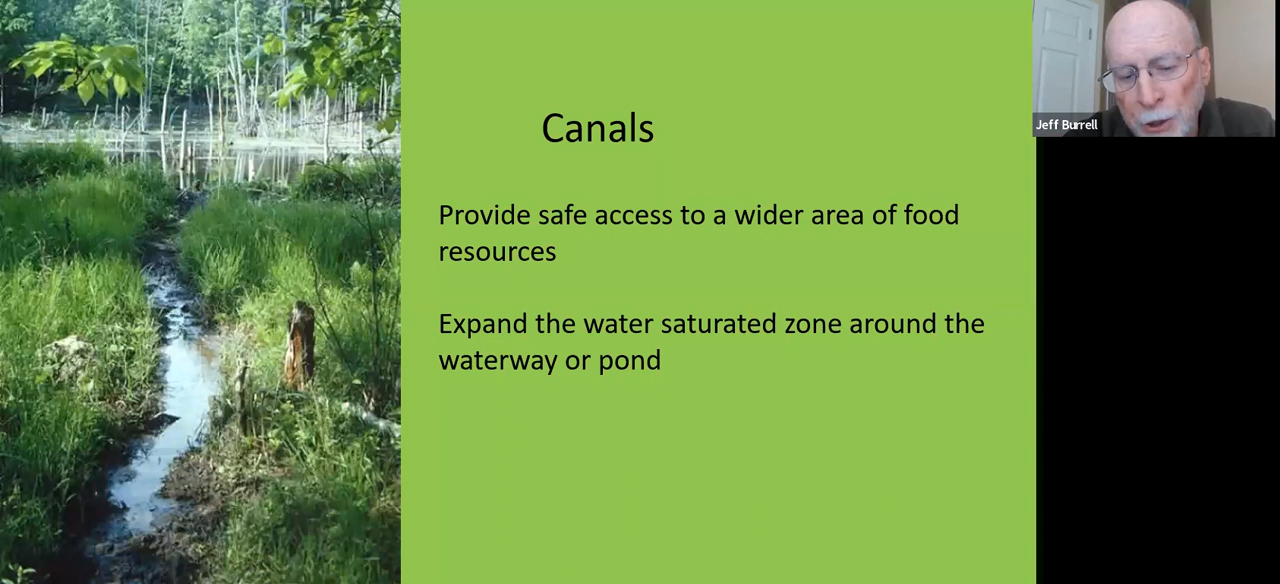 Canals
Provide safe access to a wider area of food
resources
Expand the water saturated zone around the
waterway or pond
Jeff Burrell